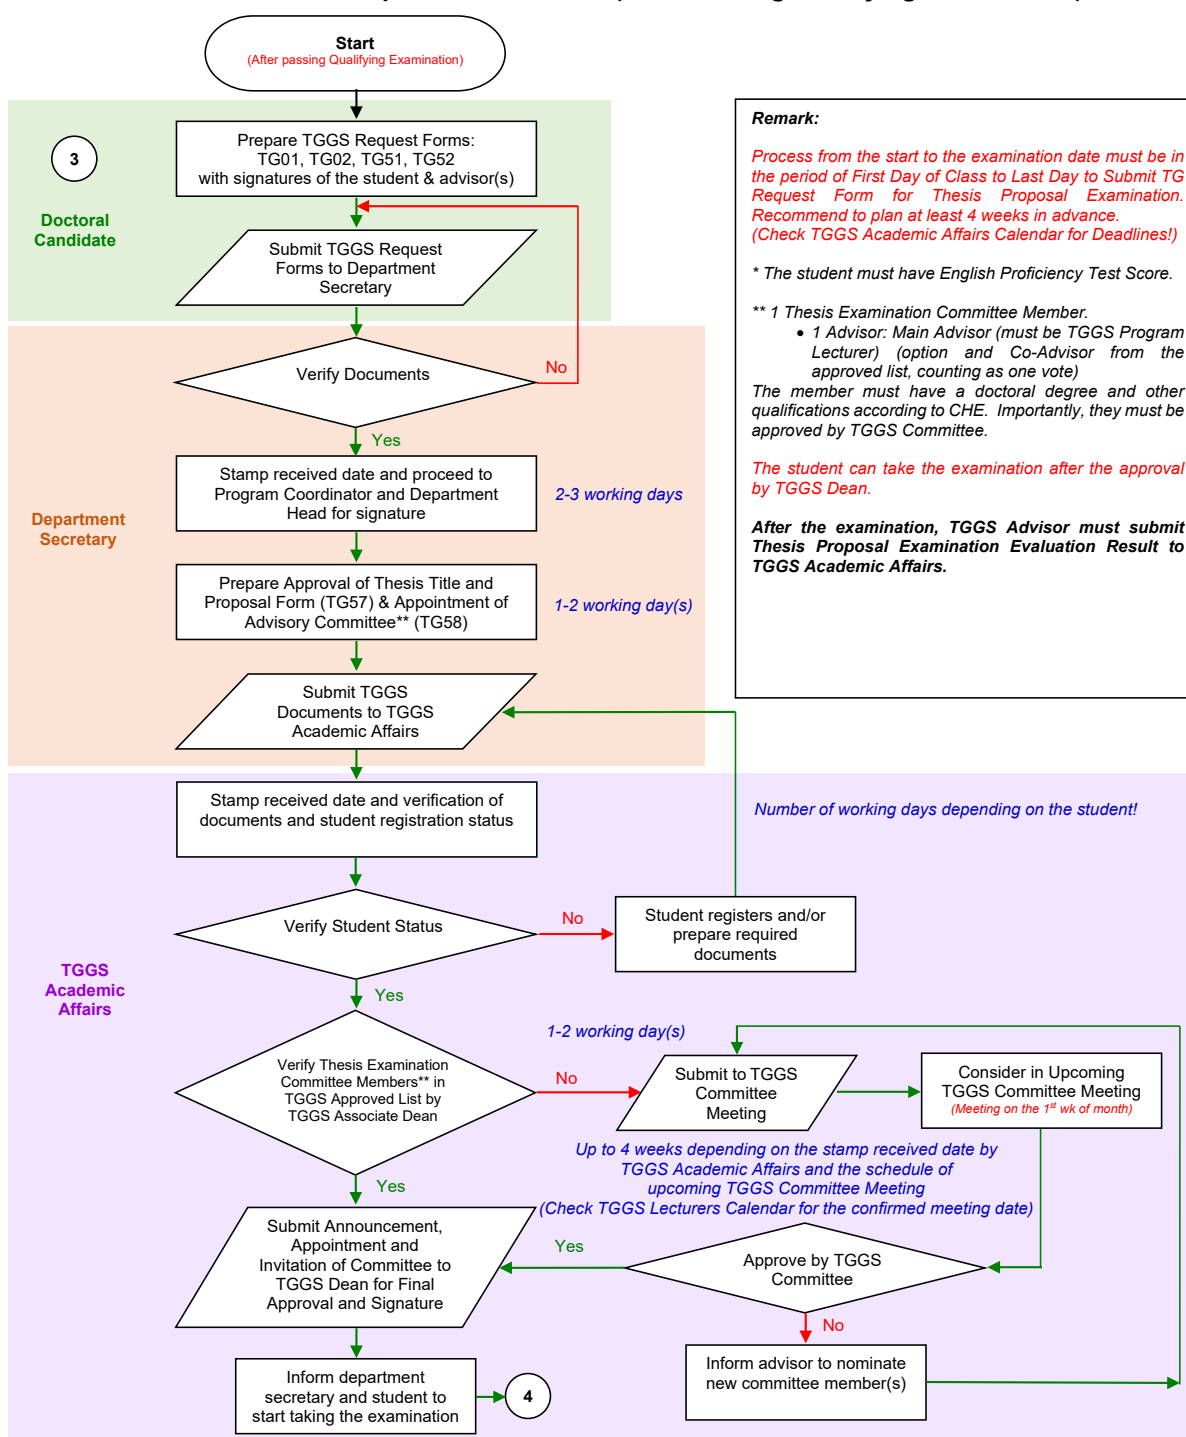 Start
(After passing Qualifying Examination)
3
Doctoral
Candidate
Prepare TGGS Request Forms:
TG01, TG02, TG51, TG52
with signatures of the student & advisor(s)
Submit TGGS Request
Forms to Department
Secretary
Remark:
Process from the start to the examination date must be in
the period of First Day of Class to Last Day to Submit TG
Request Form for Thesis Proposal Examination.
Recommend to plan at least 4 weeks in advance.
(Check TGGS Academic Affairs Calendar for Deadlines!)
* The student must have English Proficiency Test Score.
** 1 Thesis Examination Committee Member.
• 1 Advisor: Main Advisor (must be TGGS Program
Lecturer) (option and Co-Advisor from the
approved list, counting as one vote)
The member must have a doctoral degree and other
qualifications according to CHE. Importantly, they must be
approved by TGGS Committee.
The student can take the examination after the approval
by TGGS Dean.
After the examination, TGGS Advisor must submit
Thesis Proposal Examination Evaluation Result to
TGGS Academic Affairs.
Verify Documents
No
Yes
Department
Secretary
Stamp received date and proceed to
Program Coordinator and Department
Head for signature
2-3 working days
Prepare Approval of Thesis Title and
Proposal Form (TG57) & Appointment of
Advisory Committee** (TG58)
1-2 working day(s)
Submit TGGS
Documents to TGGS
Academic Affairs
Stamp received date and verification of
documents and student registration status
Number of working days depending on the student!
Verify Student Status
No
Student registers and/or
prepare required
documents
TGGS
Academic
Affairs
Yes
1-2 working day(s)
Verify Thesis Examination
Committee Members** in
TGGS Approved List by
TGGS Associate Dean
No
Submit to TGGS
Committee
Meeting
Consider in Upcoming
TGGS Committee Meeting
(Meeting on the 1st wk of month)
Up to 4 weeks depending on the stamp received date by
TGGS Academic Affairs and the schedule of
upcoming TGGS Committee Meeting
(Check TGGS Lecturers Calendar for the confirmed meeting date)
Yes
Submit Announcement,
Appointment and
Invitation of Committee to
TGGS Dean for Final
Approval and Signature
Yes
Approve by TGGS
Committee
No
Inform advisor to nominate
new committee member(s)
Inform department
secretary and student to
start taking the examination
4